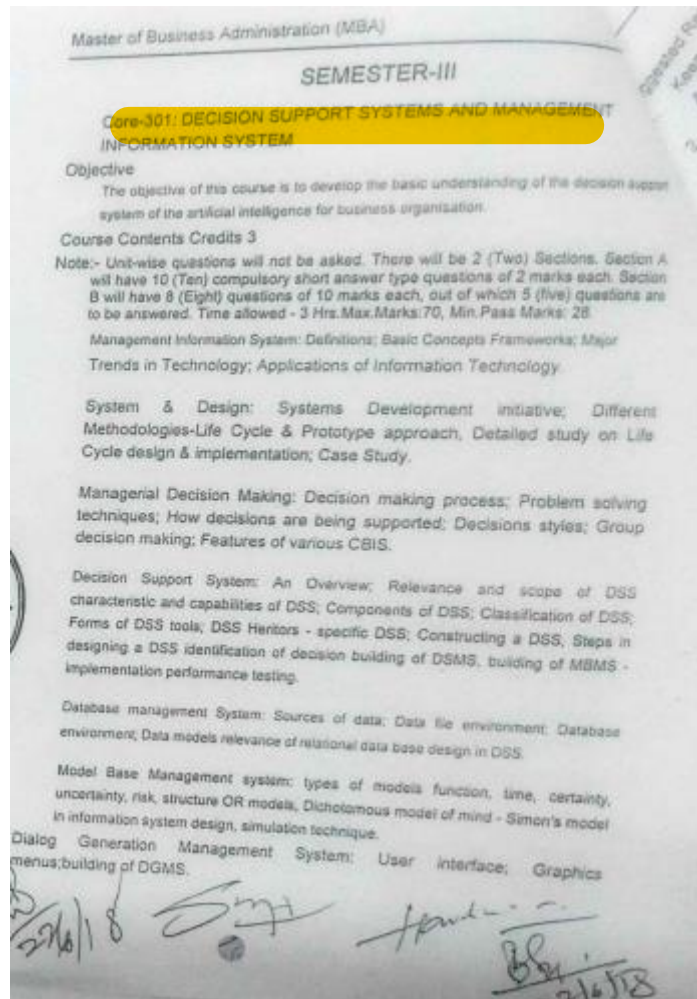 Master of Business Administration (MBA)
SEMESTER-III
Core-301: DECISION SUPPORT SYSTEMS AND MANAGEMENT
INFORMATION SYSTEM
Objective
The objective of this course is to develop the basic understanding of the decision support
system of the artificial intelligence for business organisation.
Course Contents Credits 3
Note:- Unit-wise questions will not be asked. There will be 2 (Two) Sections. Section A
will have 10 (Ten) compulsory short answer type questions of 2 marks each. Section
B will have 8 (Eight) questions of 10 marks each, out of which 5 (five) questions are
to be answered. Time allowed - 3 Hrs.Max.Marks:70, Min.Pass Marks: 28
Management Information System: Definitions; Basic Concepts Frameworks; Major
Trends in Technology; Applications of Information Technology.
System & Design: Systems Development initiative; Different
Methodologies-Life Cycle & Prototype approach, Detailed study on Life
Cycle design & implementation; Case Study.
Managerial Decision Making: Decision making process; Problem solving
techniques; How decisions are being supported; Decisions styles; Group
decision making; Features of various CBIS.
Decision Support System: An Overview; Relevance and scope of DSS
characteristic and capabilities of DSS; Components of DSS; Classification of DSS;
Forms of DSS tools; DSS - specific DSS; Constructing a DSS, Steps in
designing a DSS identification of decision building of DSMS, building of MBMS -
implementation performance testing.
Database management System: Sources of data; Data file environment; Database
environment; Data models relevance of relational data base design in DSS.
Model Base Management system: types of models function, time, certainty,
uncertainty, risk, structure OR models, Dichotomous model of mind - Simon's model
in information system design, simulation technique.
Dialog Generation Management System: User interface; Graphics
menus;building of DGMS.